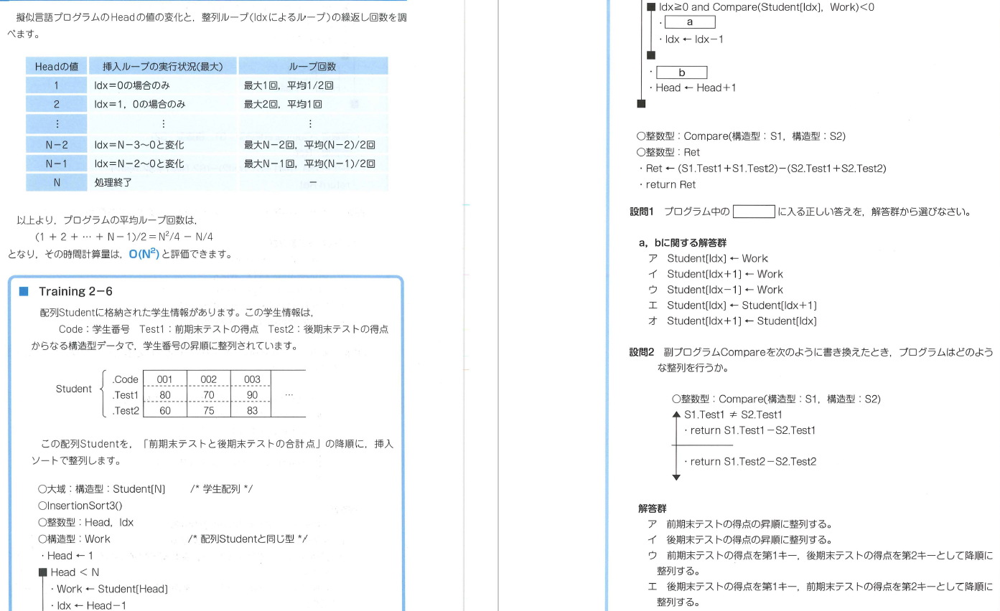 擬似言語プログラムのHeadの値の変化と，整列ループ(Idxによるループ)の繰返し回数を調
べます。
Headの値 挿入ループの実行状況(最大) ループ回数
1 Idx＝0の場合のみ 最大1回，平均1/2回
2 Idx＝1，0の場合のみ 最大2回，平均1回
⋮ ⋮ ⋮
N－2 Idx＝N－3～0と変化 最大N－2回，平均(N－2)/2回
N－1 Idx＝N－2～0と変化 最大N－1回，平均(N－1)/2回
N 処理終了 －
以上より，プログラムの平均ループ回数は，
(1 + 2 + … + N－1)/2＝N²/4 － N/4
となり，その時間計算量は，O(N²)と評価できます。
■ Training 2－6
配列Studentに格納された学生情報があります。この学生情報は，
Code：学生番号 Test1：前期末テストの得点 Test2：後期末テストの得点
からなる構造型データで，学生番号の昇順に整列されています。
Student
.Code 001 002 003
.Test1 80 70 90 …
.Test2 60 75 83
この配列Studentを，「前期末テストと後期末テストの合計点」の降順に，挿入
ソートで整列します。
○大域：構造型：Student[N] /* 学生配列 */
○InsertionSort3()
○整数型：Head，Idx
○構造型：Work /* 配列Studentと同じ型 */
・Head ← 1
■ Head < N
・Work ← Student[Head]
・Idx ← Head－1
■ Idx≧0 and Compare(Student[Idx]，Work)<0
・ a
・Idx ← Idx－1
■
・ b
・Head ← Head＋1
■
○整数型：Compare(構造型：S1，構造型：S2)
○整数型：Ret
・Ret ← (S1.Test1＋S1.Test2)－(S2.Test1＋S2.Test2)
・return Ret
設問1 プログラム中の に入る正しい答えを，解答群から選びなさい。
a，bに関する解答群
ア Student[Idx] ← Work
イ Student[Idx＋1] ← Work
ウ Student[Idx－1] ← Work
エ Student[Idx] ← Student[Idx＋1]
オ Student[Idx＋1] ← Student[Idx]
設問2 副プログラムCompareを次のように書き換えたとき，プログラムはどのよう
な整列を行うか。
○整数型：Compare(構造型：S1，構造型：S2)
S1.Test1 ≠ S2.Test1
・return S1.Test1－S2.Test1
・return S1.Test2－S2.Test2
解答群
ア 前期末テストの得点の昇順に整列する。
イ 後期末テストの得点の昇順に整列する。
ウ 前期末テストの得点を第1キー，後期末テストの得点を第2キーとして降順に
整列する。
エ 後期末テストの得点を第1キー，前期末テストの得点を第2キーとして降順に
整列する。